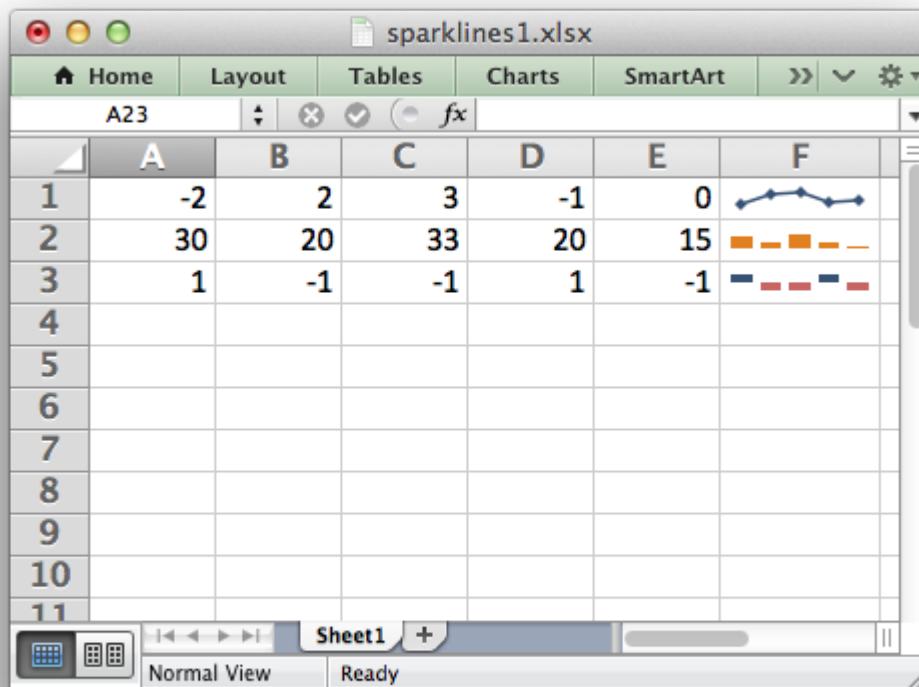 sparklines1.xlsx
Home Layout Tables Charts SmartArt
A23 fx
A B C D E F
1 -2 2 3 -1 0
2 30 20 33 20 15
3 1 -1 -1 1 -1
4
5
6
7
8
9
10
11
Sheet1
Normal View Ready